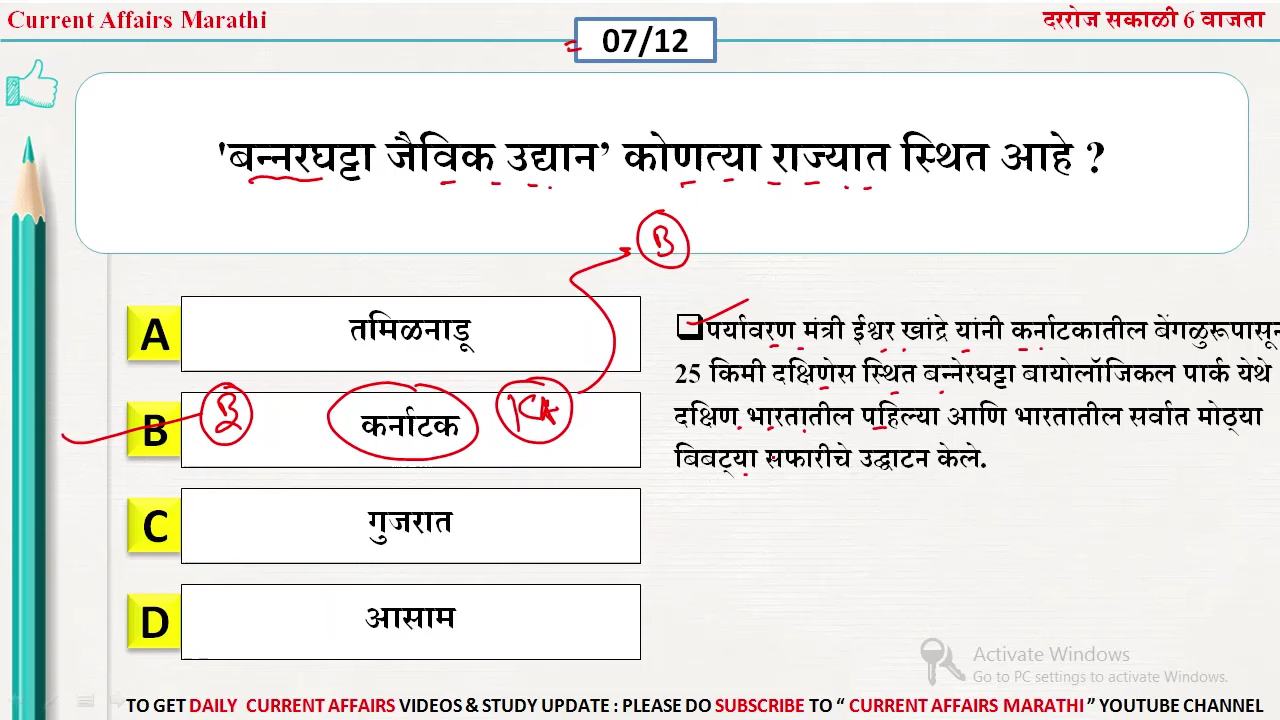 Current Affairs Marathi
दररोज सकाळी 6 वाजता
07/12
'बन्नरघट्टा जैविक उद्यान’ कोणत्या राज्यात स्थित आहे ?
B
A तमिळनाडू
B B कर्नाटक KA
C गुजरात
D आसाम
पर्यावरण मंत्री ईश्वर खांद्रे यांनी कर्नाटकातील बेंगळुरूपासून
25 किमी दक्षिणेस स्थित बन्नेरघट्टा बायोलॉजिकल पार्क येथे
दक्षिण भारतातील पहिल्या आणि भारतातील सर्वात मोठ्या
बिबट्या सफारीचे उद्घाटन केले.
Activate Windows
Go to PC settings to activate Windows.
TO GET DAILY CURRENT AFFAIRS VIDEOS & STUDY UPDATE : PLEASE DO SUBSCRIBE TO “ CURRENT AFFAIRS MARATHI ” YOUTUBE CHANNEL